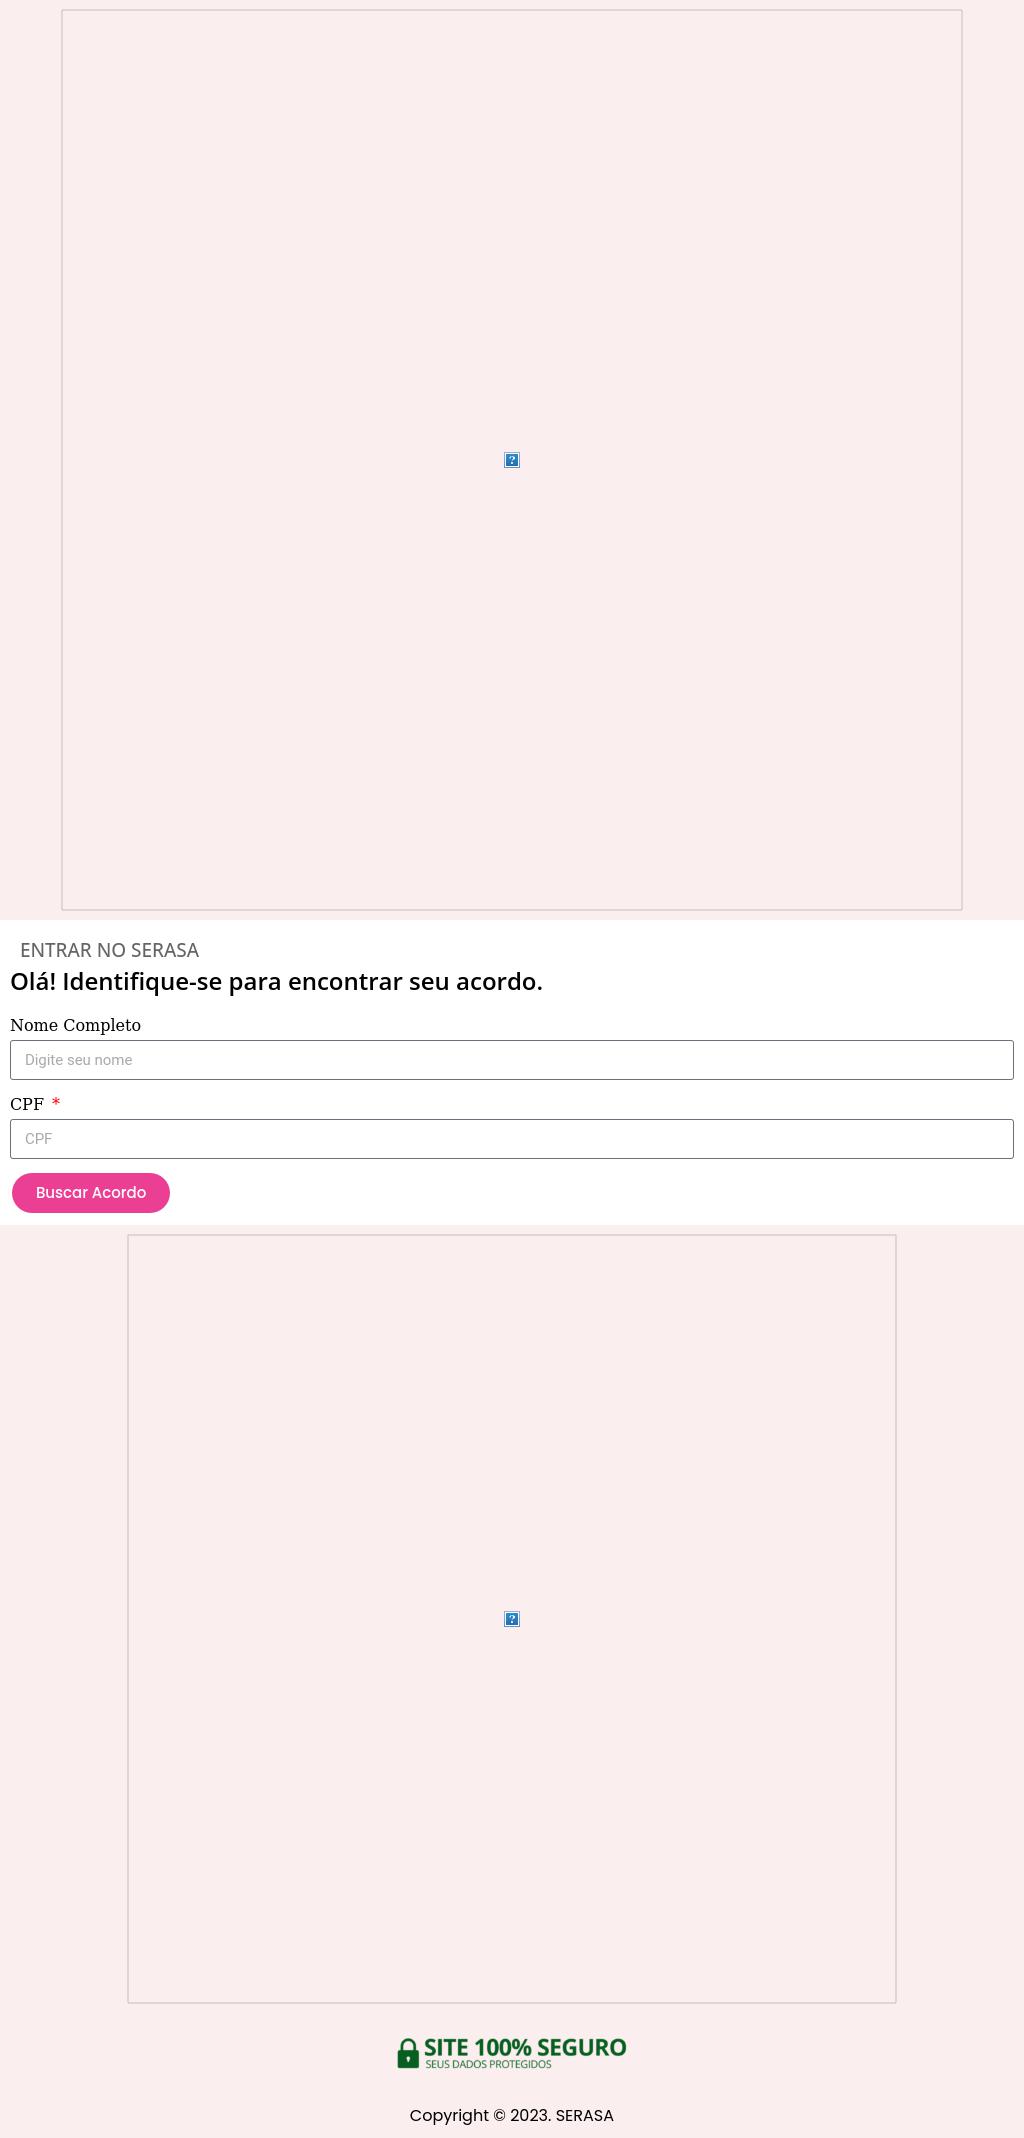 ENTRAR NO SERASA
Olá! Identifique-se para encontrar seu acordo.
Nome Completo
Digite seu nome
CPF *
CPF
Buscar Acordo
SITE 100% SEGURO
SEUS DADOS PROTEGIDOS
Copyright © 2023. SERASA